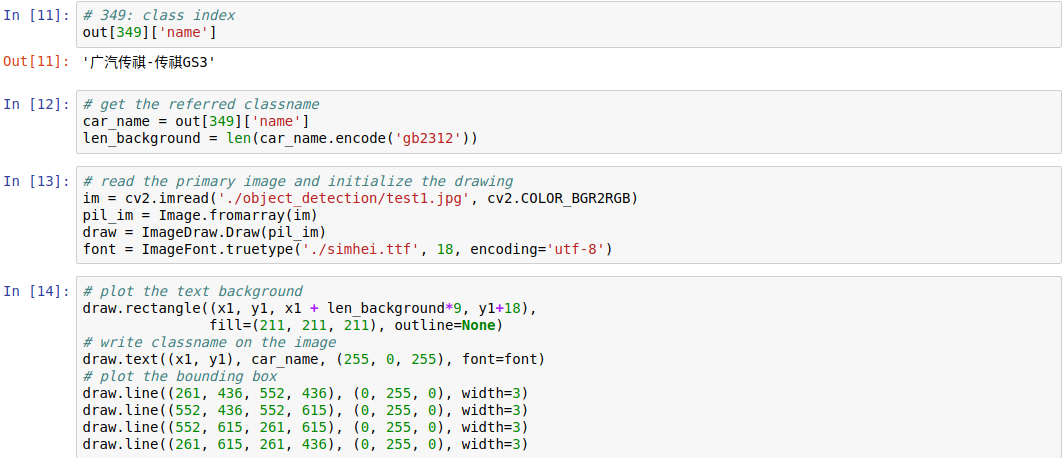 In [11]: # 349: class index
out[349]['name']
Out[11]: '广汽传祺-传祺GS3'
In [12]: # get the referred classname
car_name = out[349]['name']
len_background = len(car_name.encode('gb2312'))
In [13]: # read the primary image and initialize the drawing
im = cv2.imread('./object_detection/test1.jpg', cv2.COLOR_BGR2RGB)
pil_im = Image.fromarray(im)
draw = ImageDraw.Draw(pil_im)
font = ImageFont.truetype('./simhei.ttf', 18, encoding='utf-8')
In [14]: # plot the text background
draw.rectangle((x1, y1, x1 + len_background*9, y1+18),
fill=(211, 211, 211), outline=None)
# write classname on the image
draw.text((x1, y1), car_name, (255, 0, 255), font=font)
# plot the bounding box
draw.line((261, 436, 552, 436), (0, 255, 0), width=3)
draw.line((552, 436, 552, 615), (0, 255, 0), width=3)
draw.line((552, 615, 261, 615), (0, 255, 0), width=3)
draw.line((261, 615, 261, 436), (0, 255, 0), width=3)